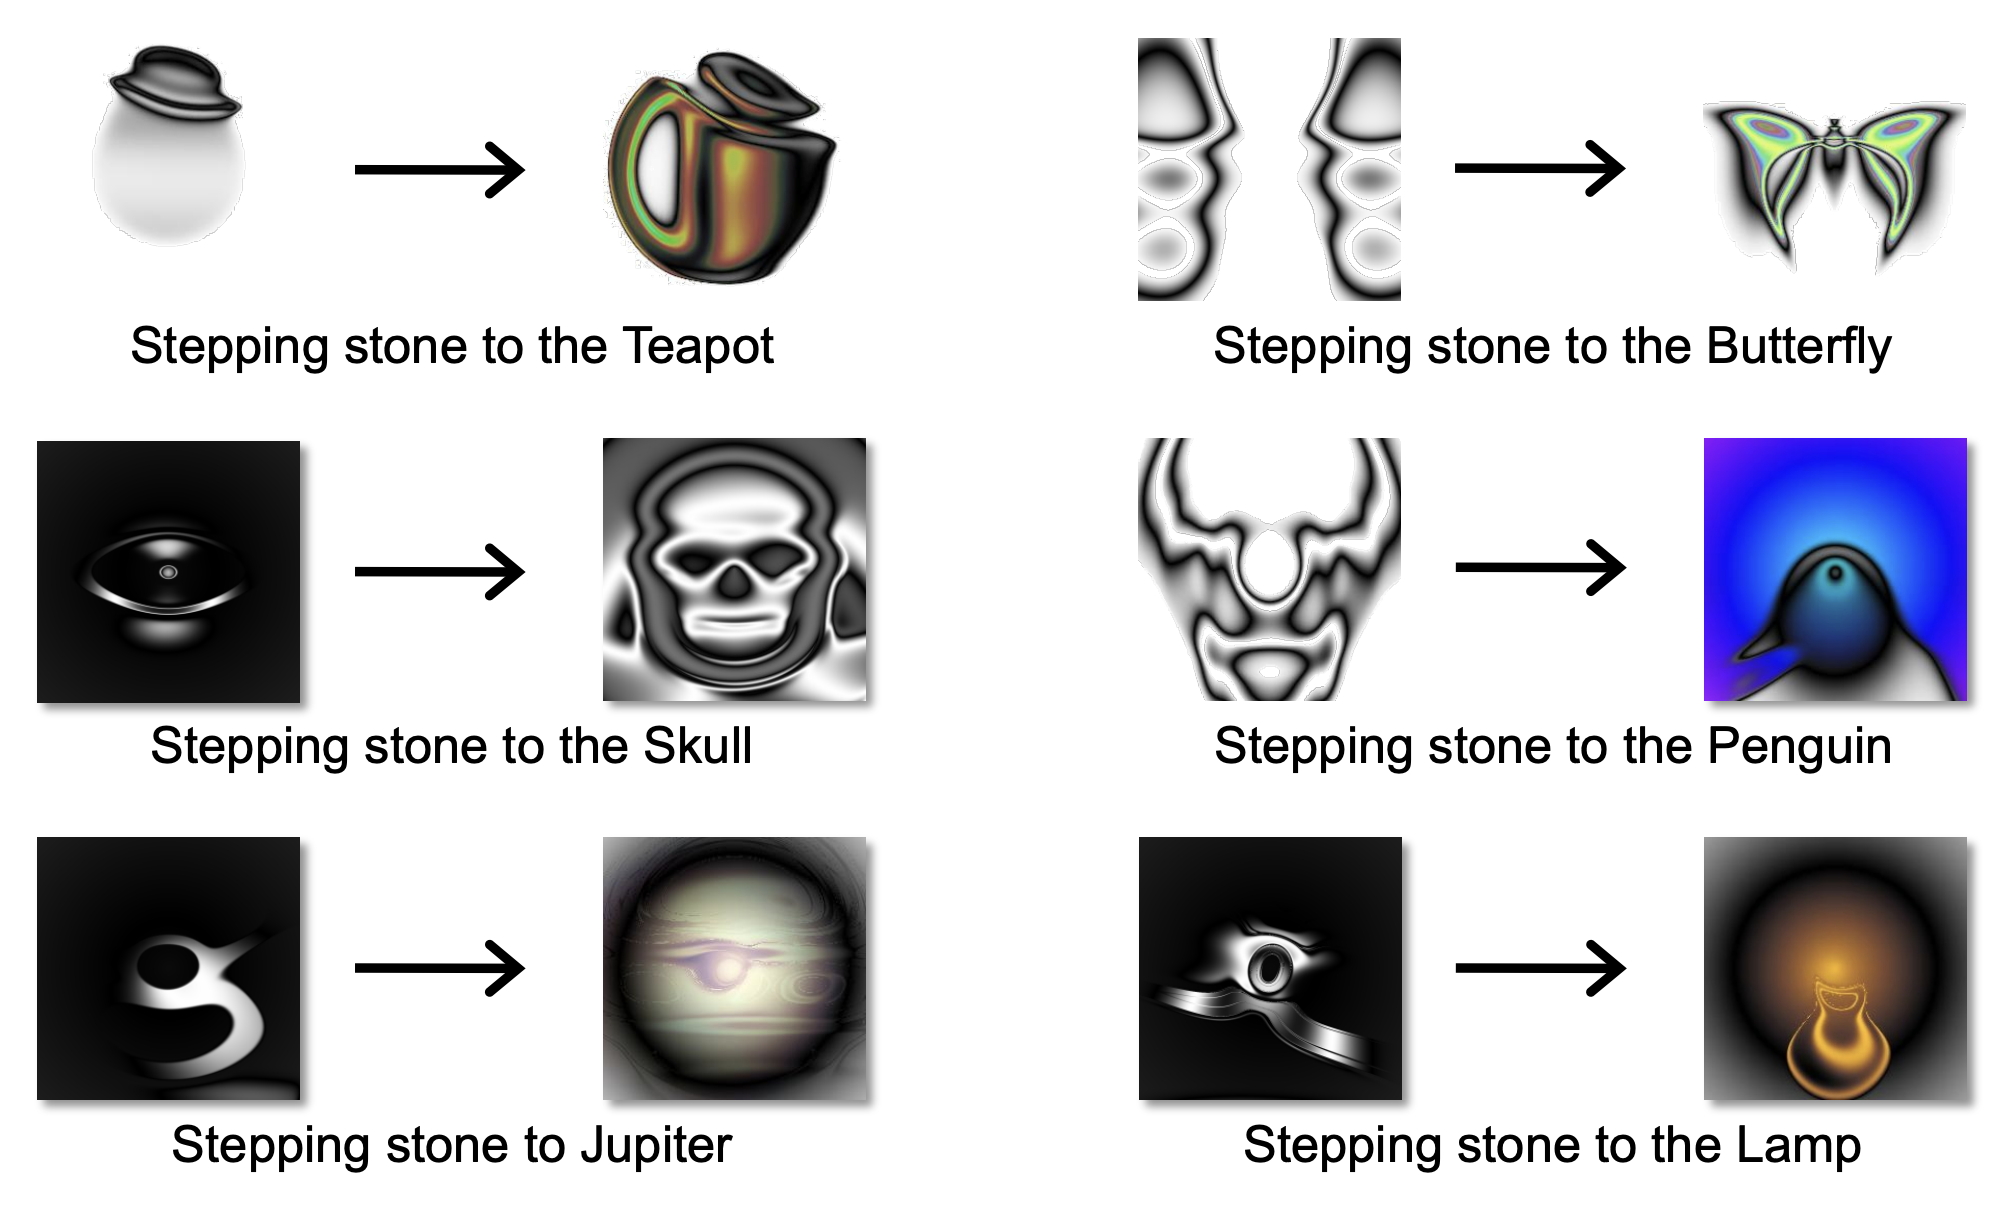 Stepping stone to the Teapot
Stepping stone to the Butterfly
Stepping stone to the Skull
Stepping stone to the Penguin
Stepping stone to Jupiter
Stepping stone to the Lamp